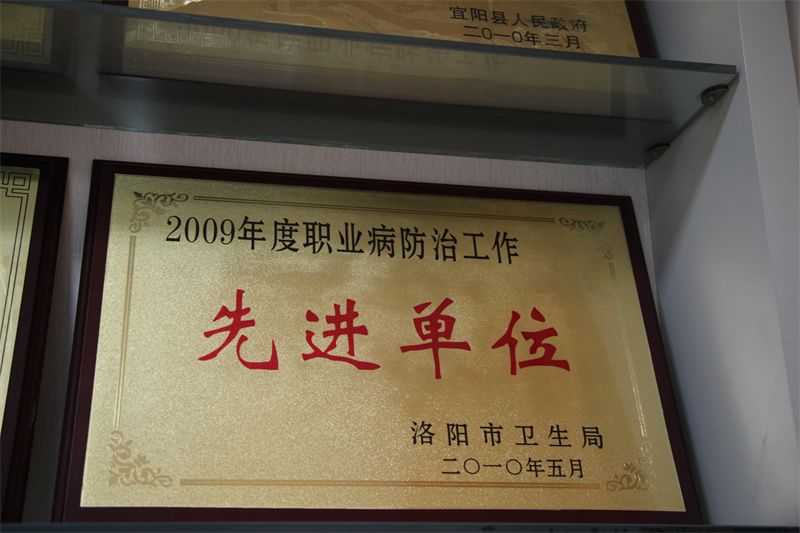 宜阳县人民政府
二〇一〇年三月
2009年度职业病防治工作
先进单位
洛阳市卫生局
二〇一〇年五月